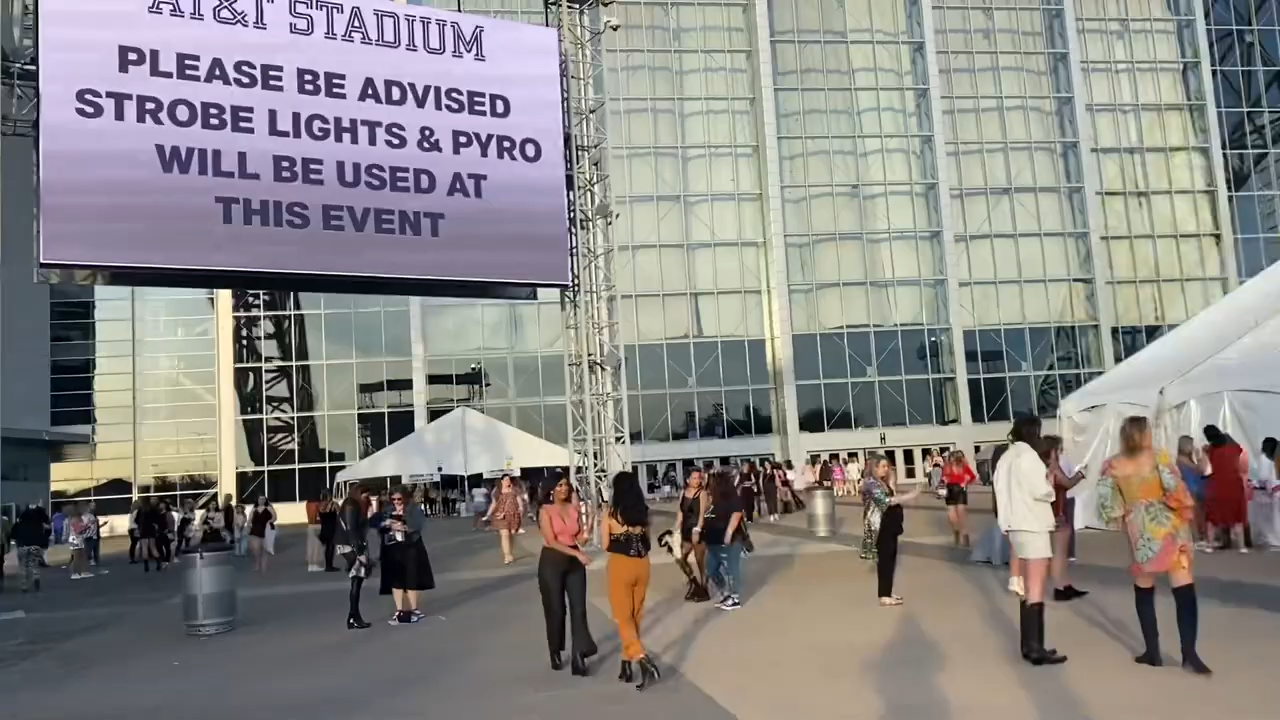 AT&T STADIUM
PLEASE BE ADVISED
STROBE LIGHTS & PYRO
WILL BE USED AT
THIS EVENT
H